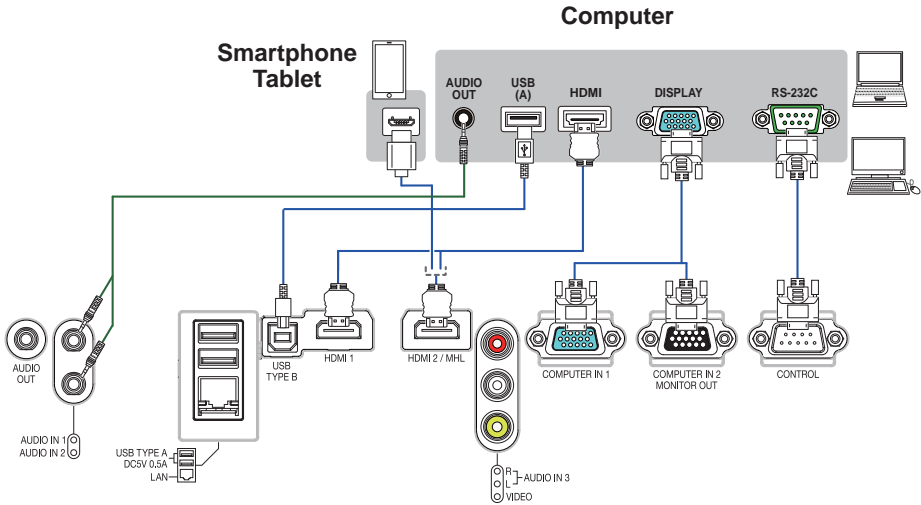 Computer
Smartphone
Tablet
AUDIO
OUT
USB
(A)
HDMI
DISPLAY
RS-232C
AUDIO
OUT
USB
TYPE B
HDMI 1
HDMI 2 / MHL
COMPUTER IN 1
COMPUTER IN 2
MONITOR OUT
CONTROL
AUDIO IN 1
AUDIO IN 2
USB TYPE A
DC5V 0.5A
LAN
R
L
AUDIO IN 3
VIDEO